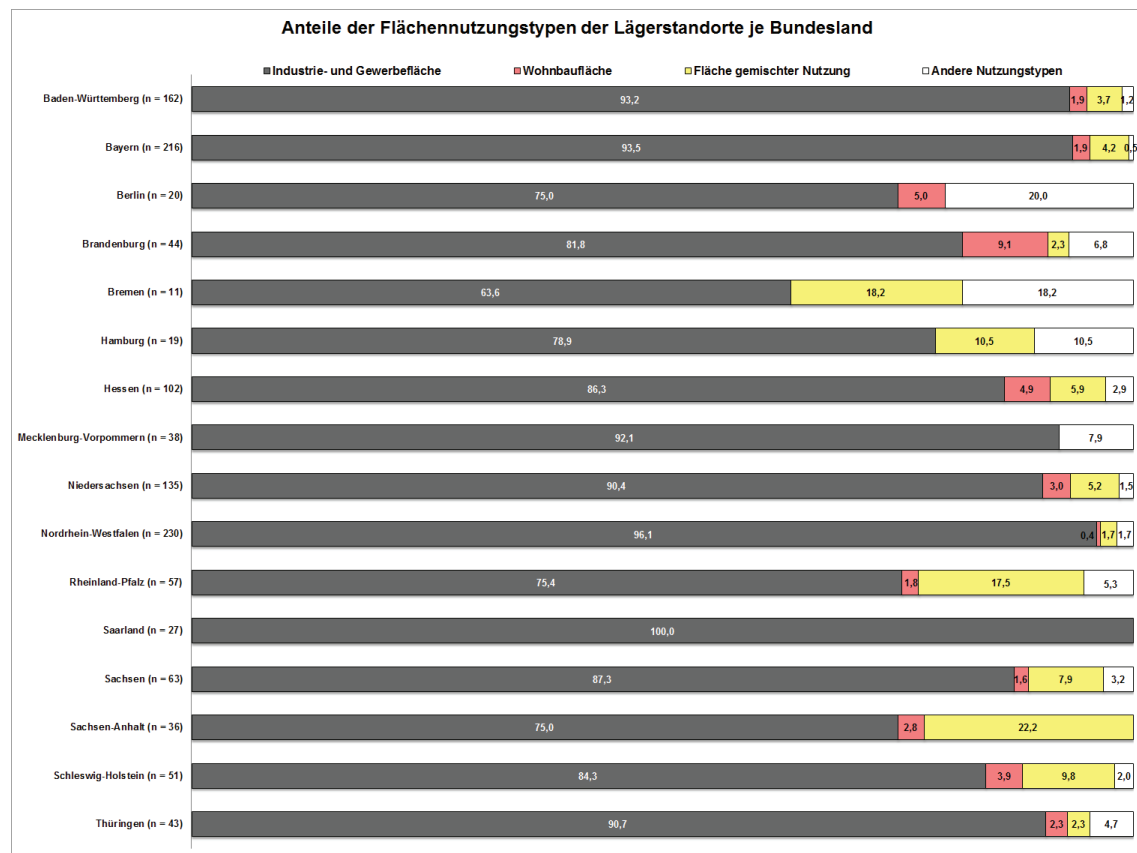 Anteile der Flächennutzungstypen der Lägerstandorte je Bundesland
Industrie- und Gewerbefläche Wohnbaufläche Fläche gemischter Nutzung Andere Nutzungstypen
Baden-Württemberg (n = 162) 93,2 1,9 3,7 1,2
Bayern (n = 216) 93,5 1,9 4,2 0,5
Berlin (n = 20) 75,0 5,0 20,0
Brandenburg (n = 44) 81,8 9,1 2,3 6,8
Bremen (n = 11) 63,6 18,2 18,2
Hamburg (n = 19) 78,9 10,5 10,5
Hessen (n = 102) 86,3 4,9 5,9 2,9
Mecklenburg-Vorpommern (n = 38) 92,1 7,9
Niedersachsen (n = 135) 90,4 3,0 5,2 1,5
Nordrhein-Westfalen (n = 230) 96,1 0,4 1,7 1,7
Rheinland-Pfalz (n = 57) 75,4 1,8 17,5 5,3
Saarland (n = 27) 100,0
Sachsen (n = 63) 87,3 1,6 7,9 3,2
Sachsen-Anhalt (n = 36) 75,0 2,8 22,2
Schleswig-Holstein (n = 51) 84,3 3,9 9,8 2,0
Thüringen (n = 43) 90,7 2,3 2,3 4,7